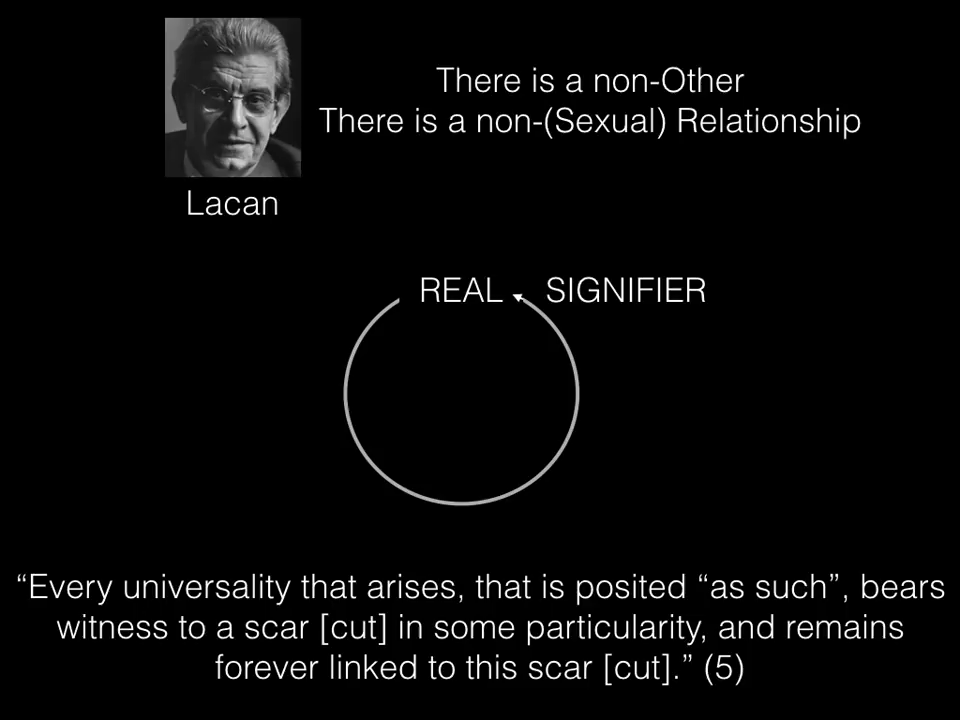 There is a non-Other
There is a non-(Sexual) Relationship
Lacan
REAL SIGNIFIER
“Every universality that arises, that is posited “as such”, bears
witness to a scar [cut] in some particularity, and remains
forever linked to this scar [cut].” (5)